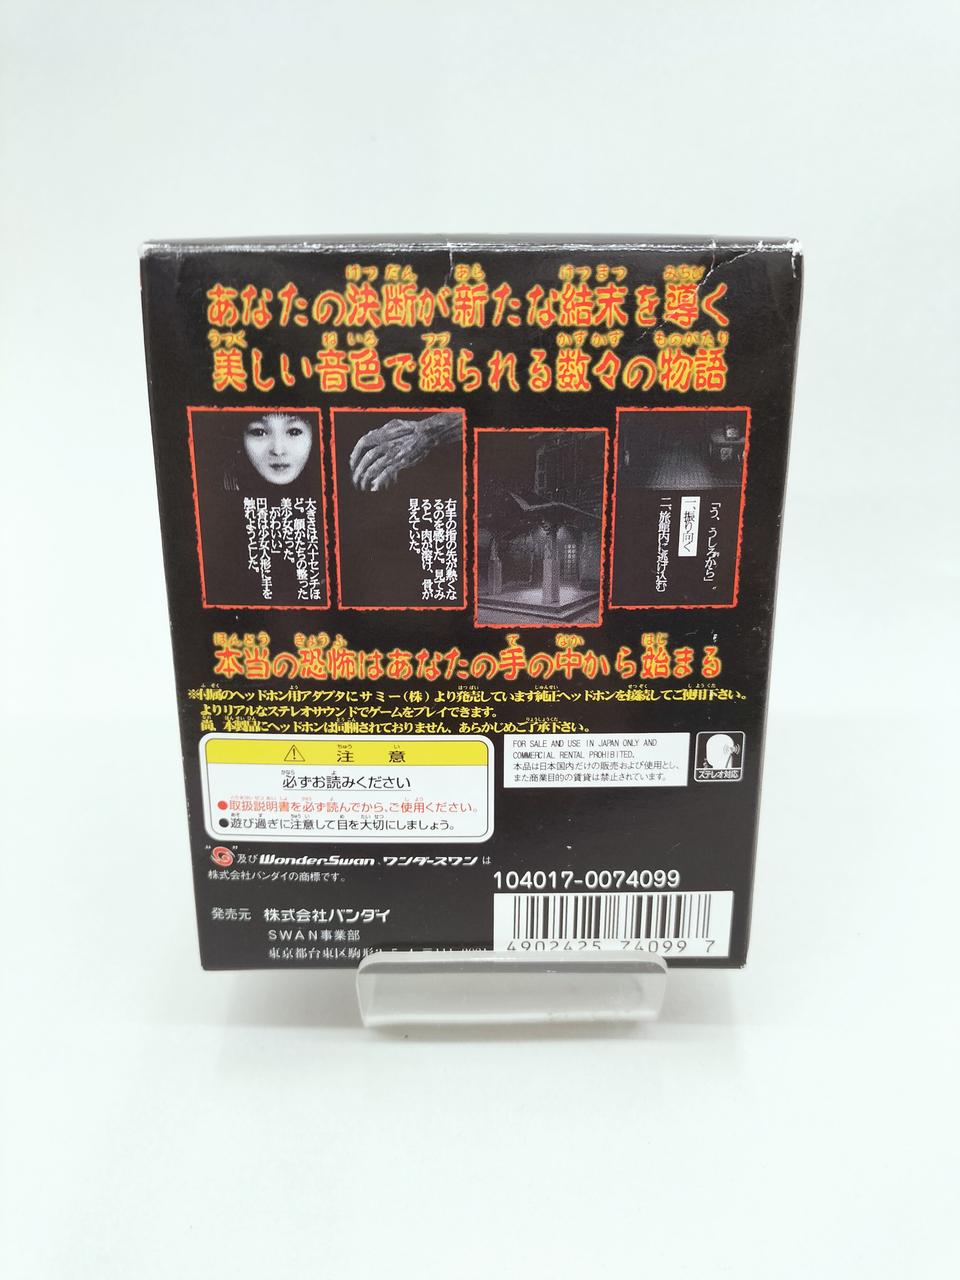 あなたの決断が新たな結末を導く
美しい音色で綴られる数々の物語
大きさは六十センチほ
ど。顔かたちの整った
美少女だった。
「かわいい」
円香は少女人形に手を
触れようとした。
右手の指の先が熱くな
るのを感じた。見てみ
ると、肉が溶け、骨が
見えていた。
「う、うしろから」
一、振り向く
二、旅館内に逃げ込む
本当の恐怖はあなたの手の中から始まる
※付属のヘッドホン用アダプタにサミー(株)より発売しています純正ヘッドホンを接続してご使用下さい。
よりリアルなステレオサウンドでゲームをプレイできます。
尚、本製品にヘッドホンは同梱されておりません、あらかじめご了承下さい。
注意
必ずお読みください
●取扱説明書を必ず読んでから、ご使用ください。
●遊び過ぎに注意して目を大切にしましょう。
FOR SALE AND USE IN JAPAN ONLY AND
COMMERCIAL RENTAL PROHIBITED.
本品は日本国内だけの販売および使用とし、
また商業目的の賃貸は禁止されています。
ステレオ対応
及びWonderSwan、ワンダースワンは
株式会社バンダイの商標です。
104017-0074099
発売元 株式会社バンダイ
SWAN事業部
東京都台東区駒形
4902425 74099 7